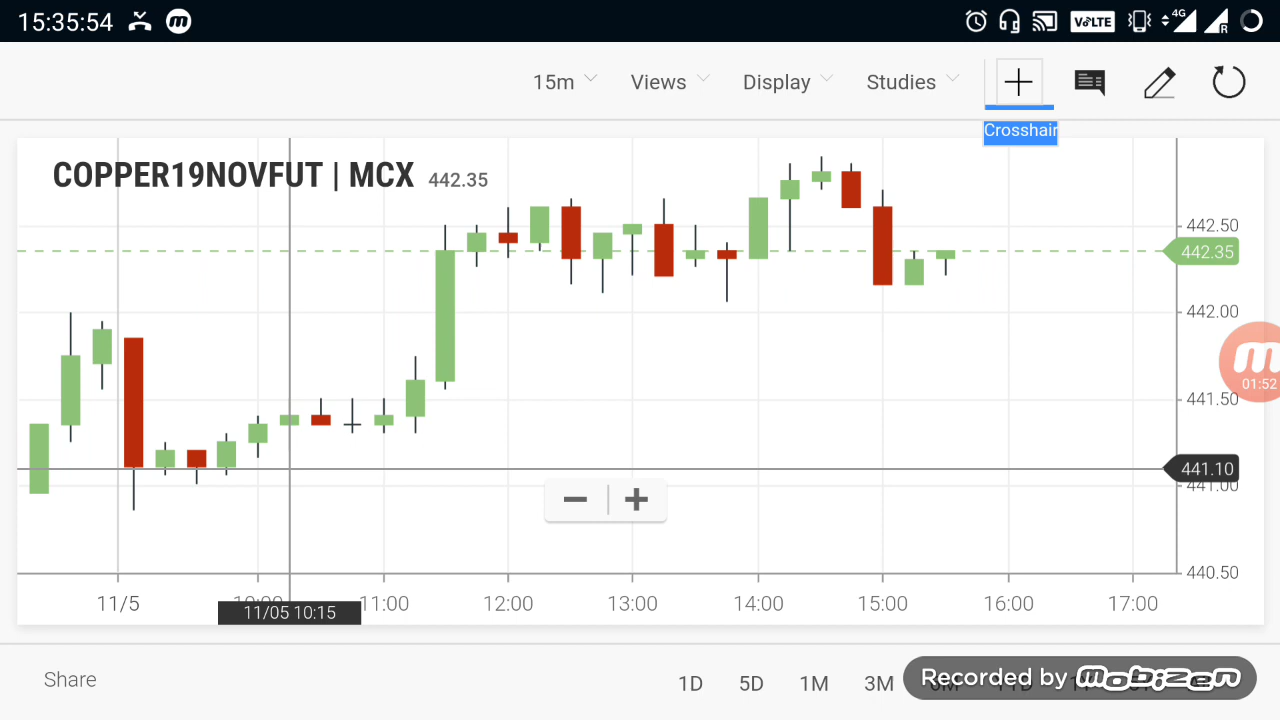 15:35:54
VoLTE 4G R
15m Views Display Studies
Crosshair
COPPER19NOVFUT | MCX 442.35
442.50
442.35
442.00
01:52
441.50
441.10
441.00
440.50
11/5 10:00 11:00 12:00 13:00 14:00 15:00 16:00 17:00
11/05 10:15
Share 1D 5D 1M 3M
Recorded by mobizen